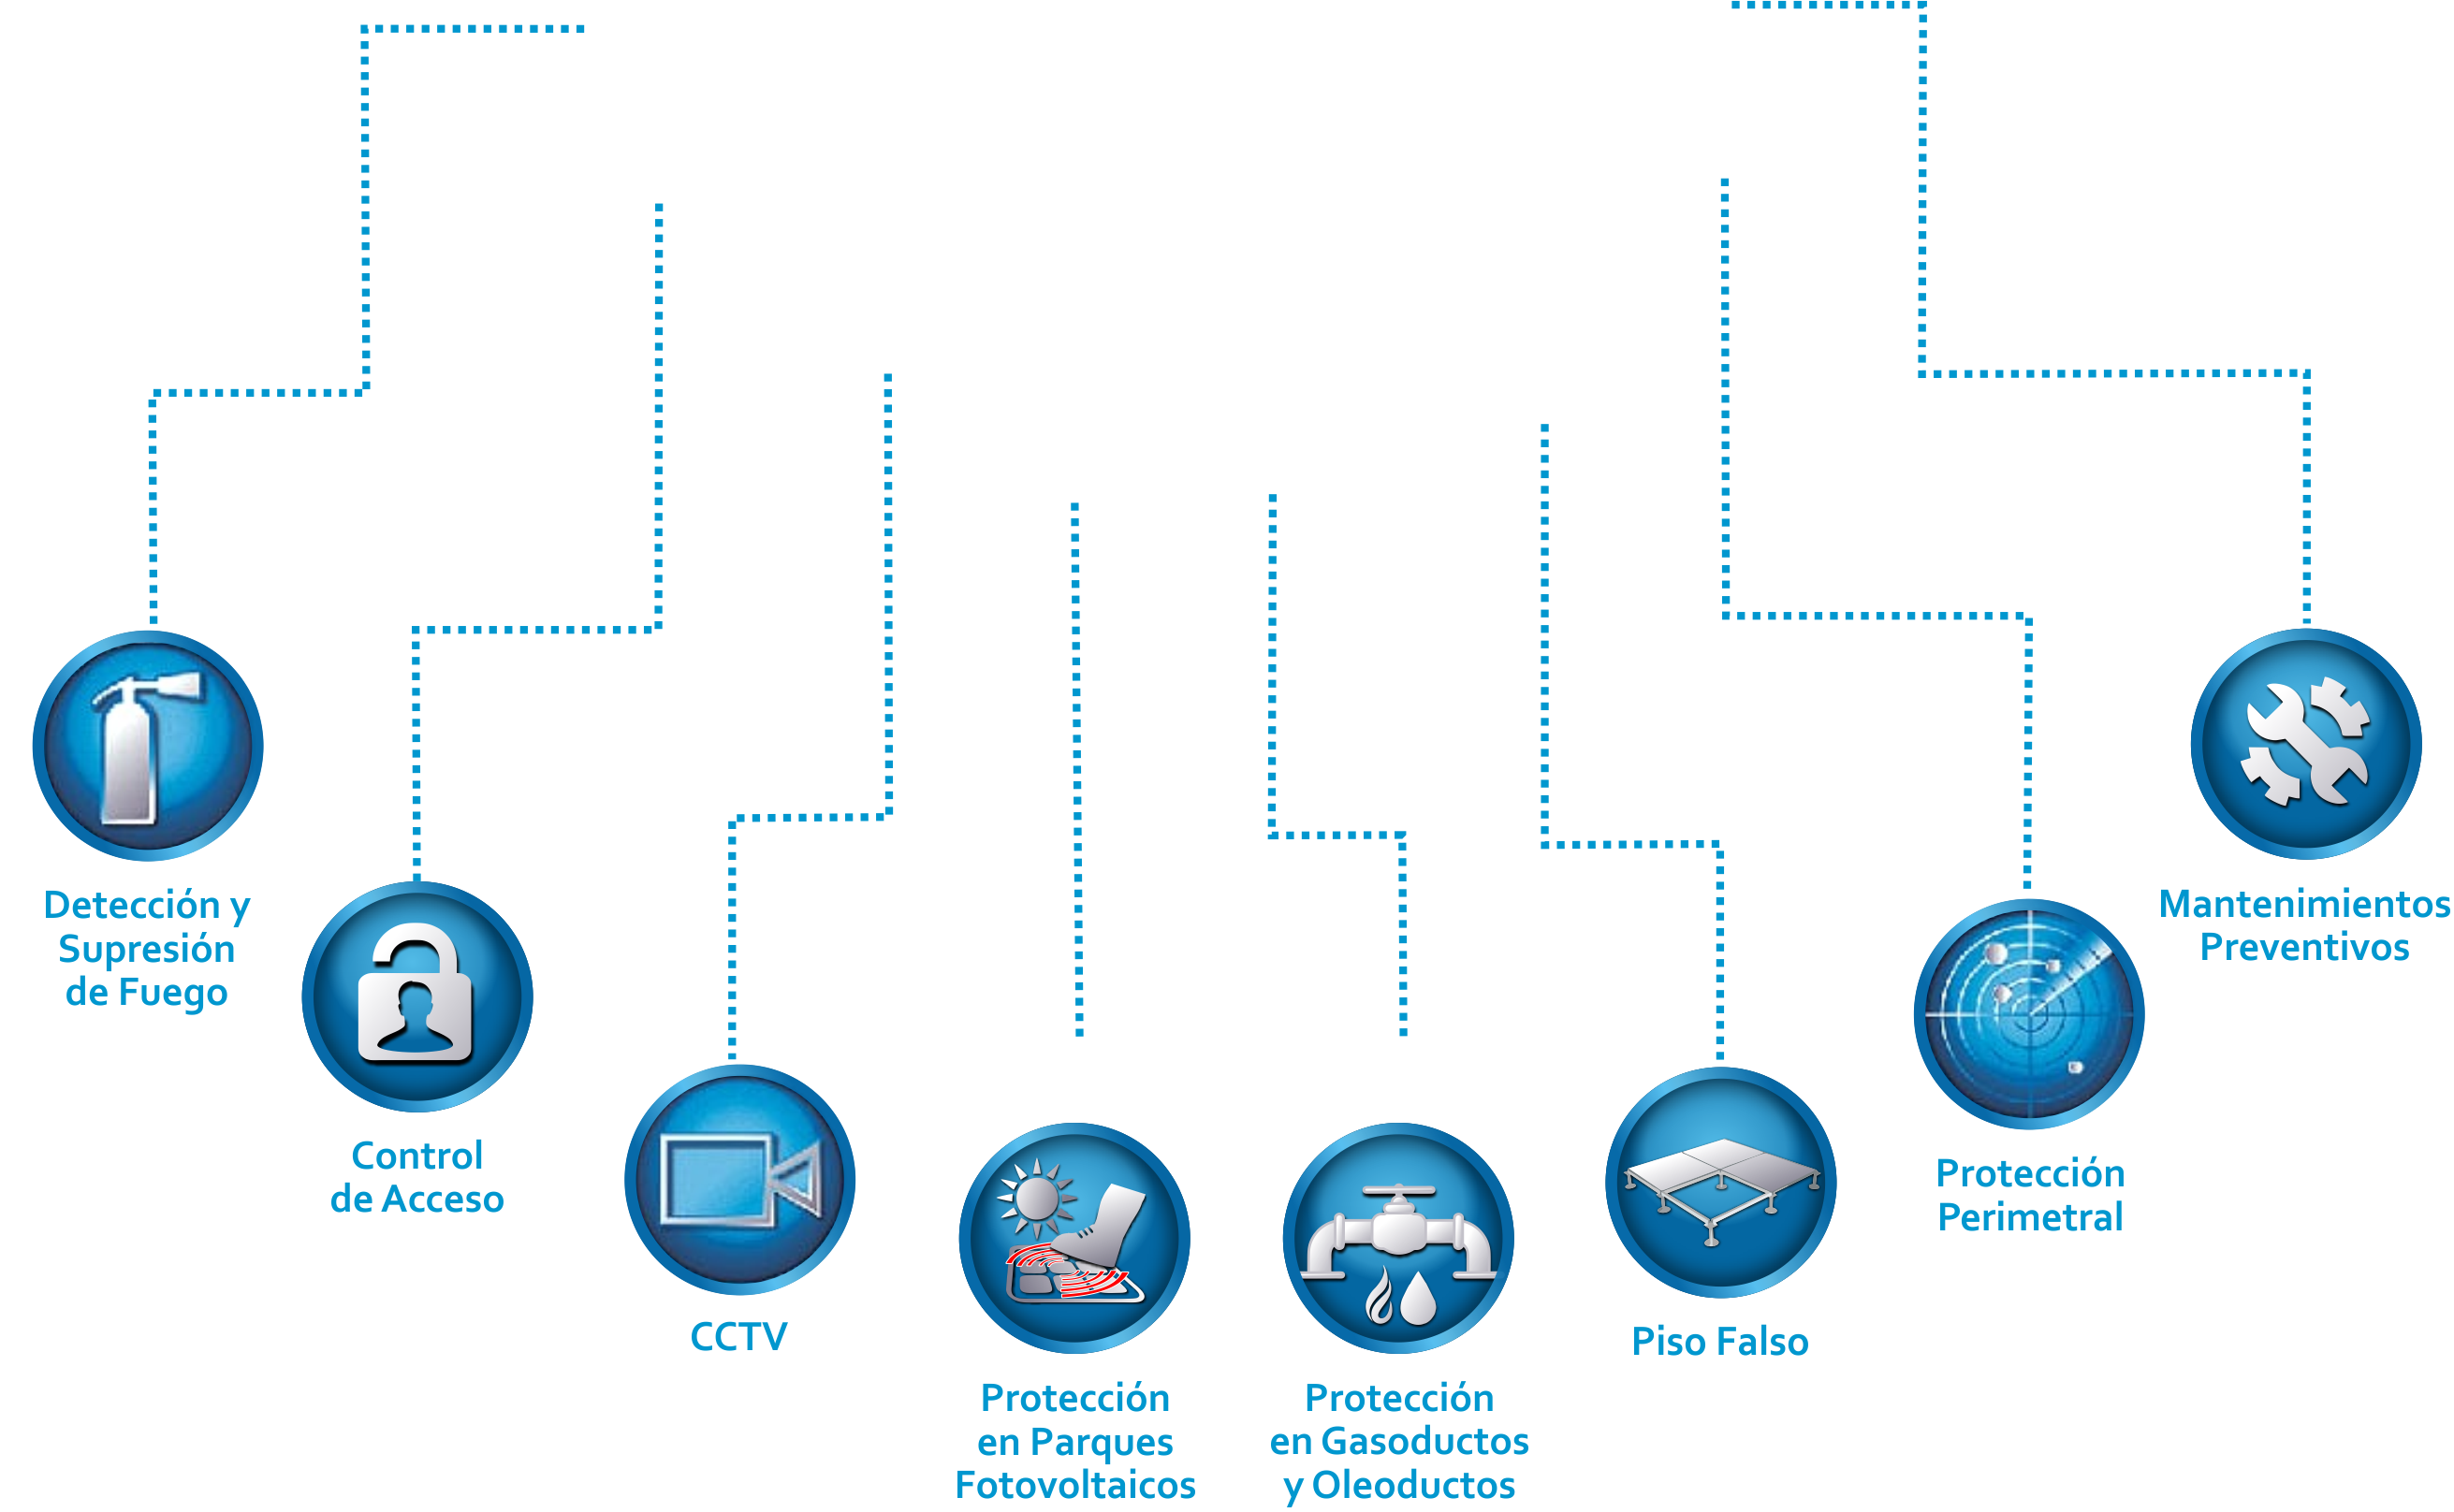 Detección y
Supresión
de Fuego
Control
de Acceso
CCTV
Protección
en Parques
Fotovoltaicos
Protección
en Gasoductos
y Oleoductos
Piso Falso
Protección
Perimetral
Mantenimientos
Preventivos